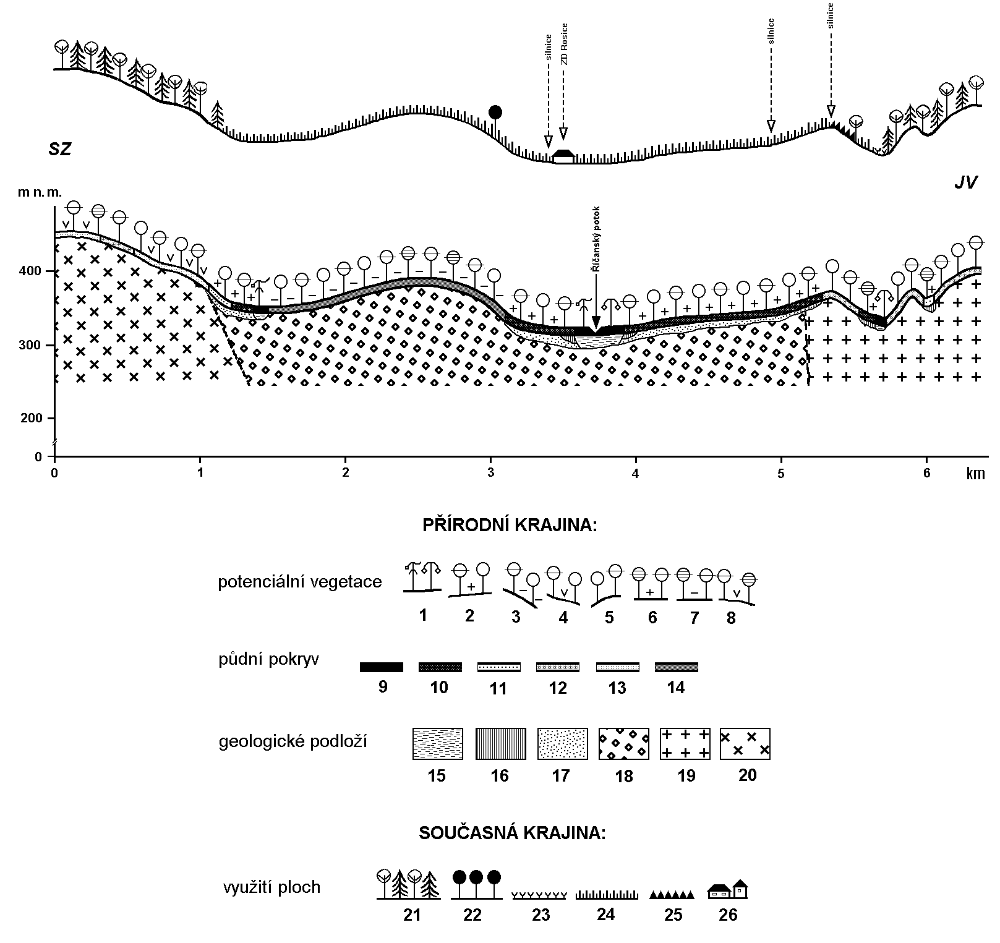 silnice
ZD Rosice
silnice
silnice
SZ
JV
m n. m.
400
300
200
0
Říčanský potok
0 1 2 3 4 5 6 km
PŘÍRODNÍ KRAJINA:
potenciální vegetace
1 2 3 4 5 6 7 8
půdní pokryv
9 10 11 12 13 14
geologické podloží
15 16 17 18 19 20
SOUČASNÁ KRAJINA:
využití ploch
21 22 23 24 25 26